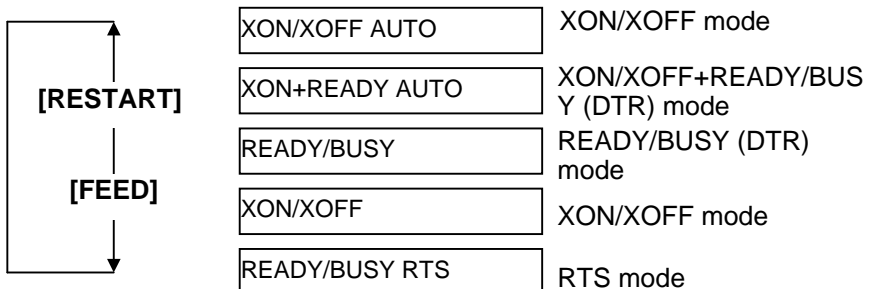 XON/XOFF AUTO
XON/XOFF mode
[RESTART]
XON+READY AUTO
XON/XOFF+READY/BUS
Y (DTR) mode
READY/BUSY
READY/BUSY (DTR)
mode
[FEED]
XON/XOFF
XON/XOFF mode
READY/BUSY RTS
RTS mode